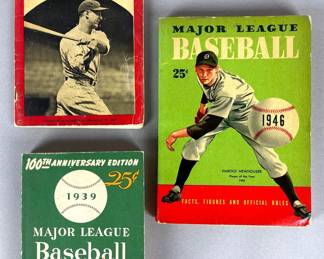 MAJOR LEAGUE
BASEBALL
25¢
1946
HAROLD NEWHOUSER
Player of the Year
1945
FACTS, FIGURES AND OFFICIAL RULES
100TH ANNIVERSARY EDITION
25¢
1939
MAJOR LEAGUE
Baseball